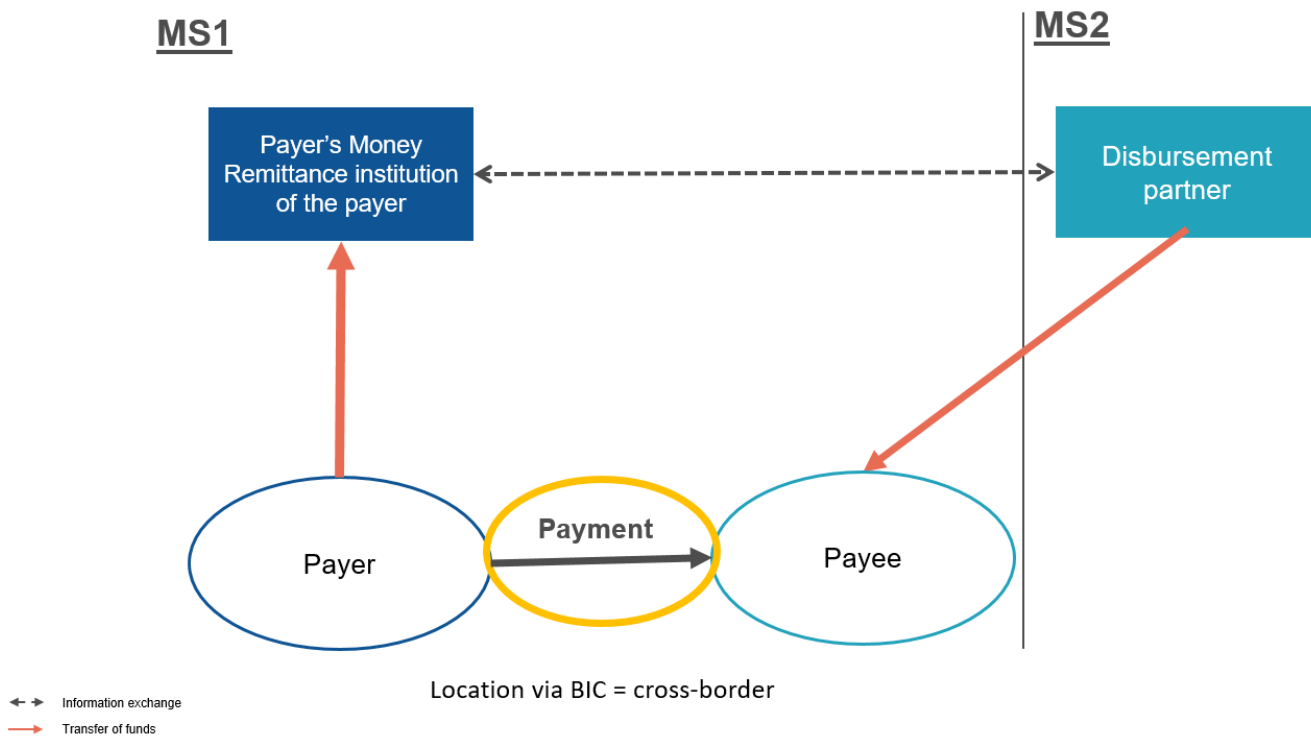 MS1
MS2
Payer's Money
Remittance institution
of the payer
Disbursement
partner
Payment
Payer
Payee
Location via BIC = cross-border
Information exchange
Transfer of funds